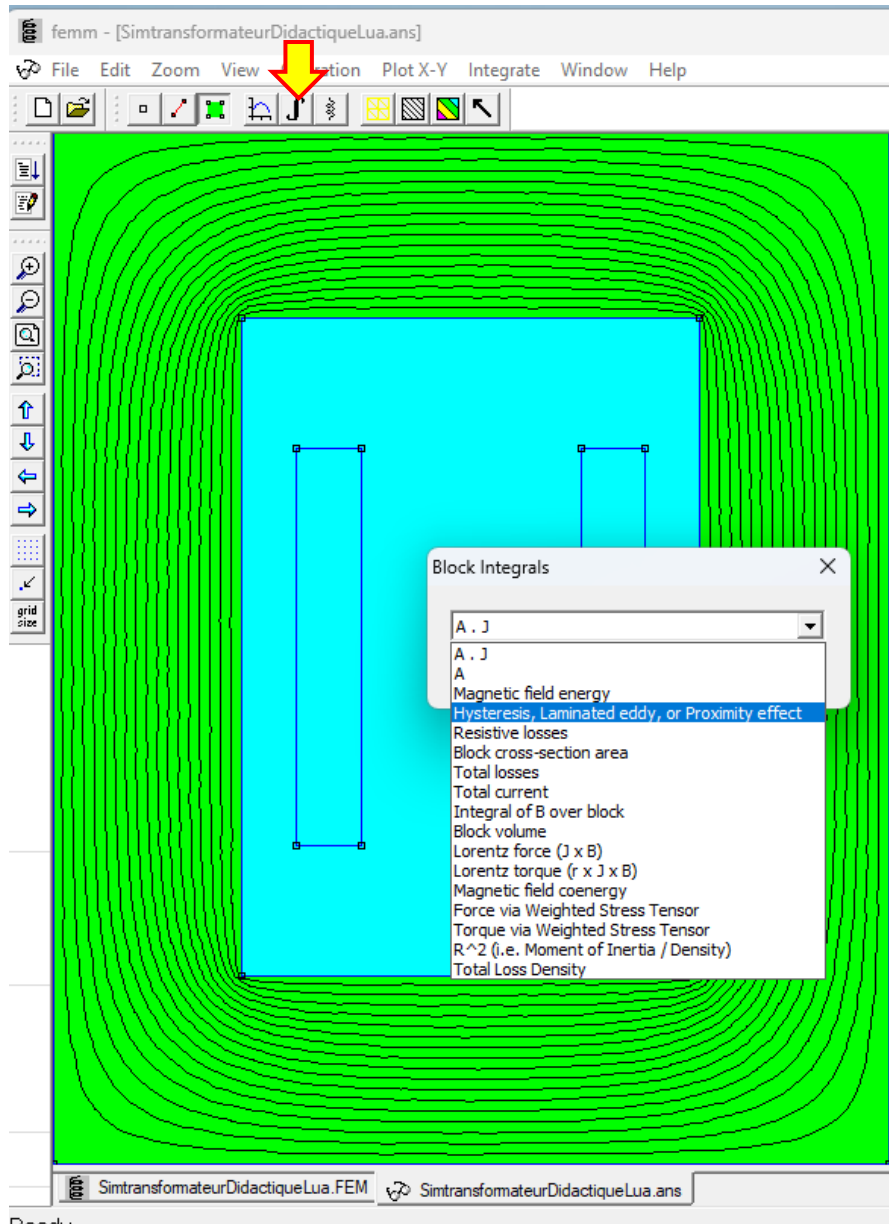 femm - [SimtransformateurDidactiqueLua.ans]
File Edit Zoom View Plot X-Y Integrate Window Help
grid
size
Block Integrals
A . J
A . J
A
Magnetic field energy
Hysteresis, Laminated eddy, or Proximity effect
Resistive losses
Block cross-section area
Total losses
Total current
Integral of B over block
Block volume
Lorentz force (J x B)
Lorentz torque (r x J x B)
Magnetic field coenergy
Force via Weighted Stress Tensor
Torque via Weighted Stress Tensor
R^2 (i.e. Moment of Inertia / Density)
Total Loss Density
SimtransformateurDidactiqueLua.FEM SimtransformateurDidactiqueLua.ans